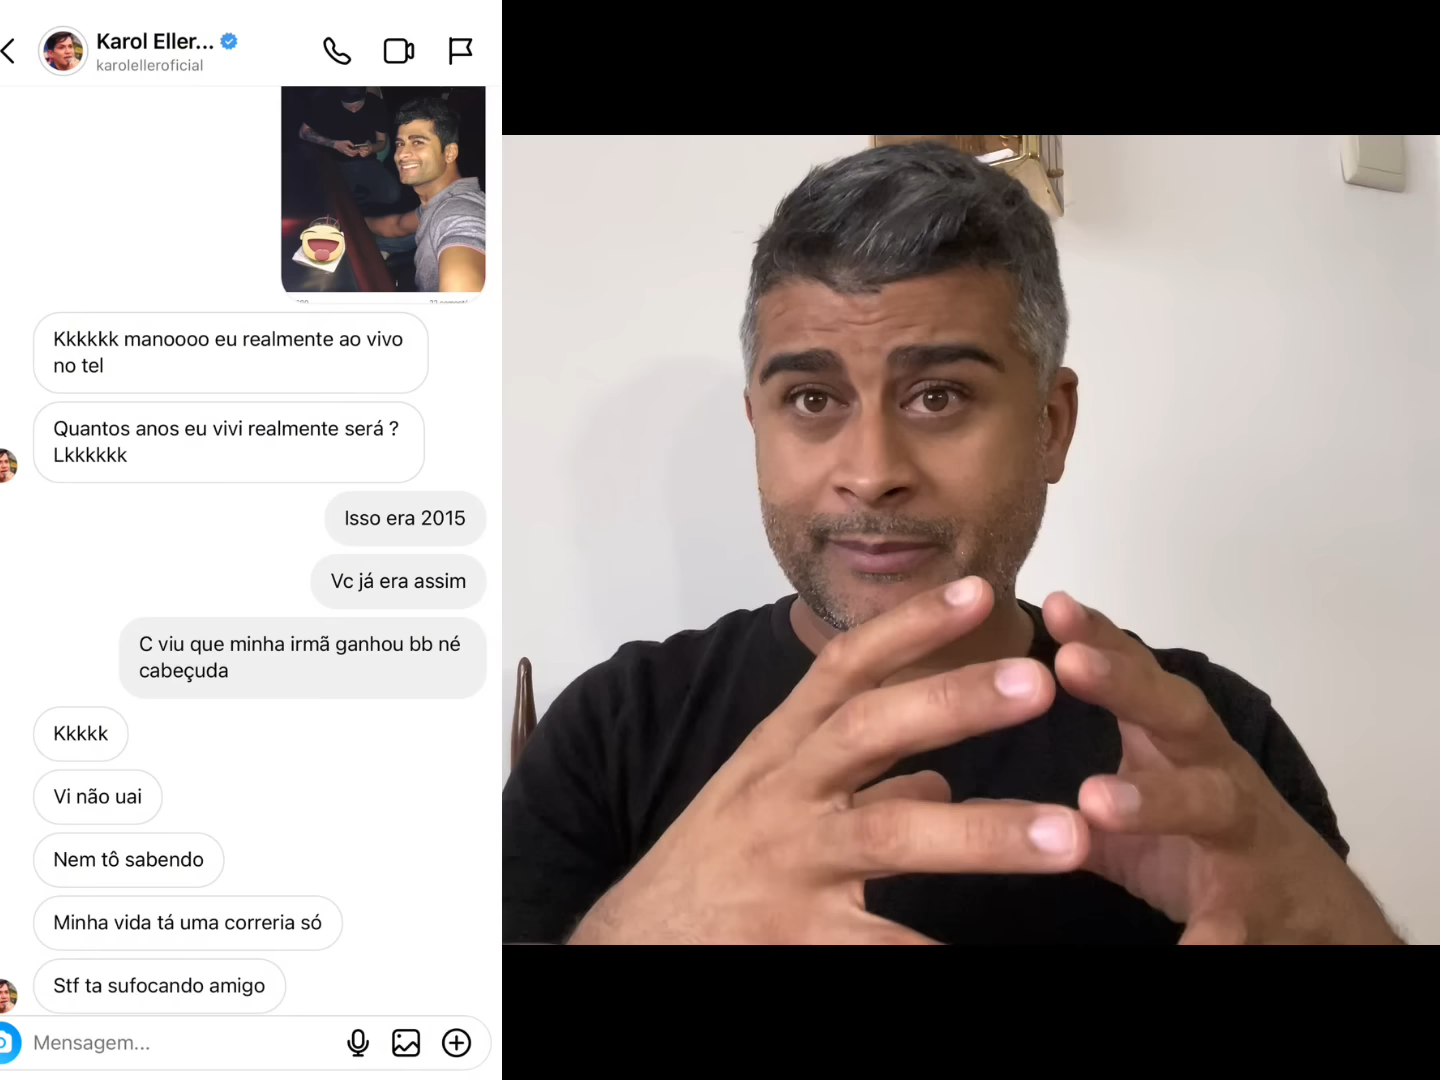 Karol Eller...
karolelleroficial
Kkkkkk manoooo eu realmente ao vivo
no tel
Quantos anos eu vivi realmente será ?
Lkkkkkk
Isso era 2015
Vc já era assim
C viu que minha irmã ganhou bb né
cabeçuda
Kkkkk
Vi não uai
Nem tô sabendo
Minha vida tá uma correria só
Stf ta sufocando amigo
Mensagem...